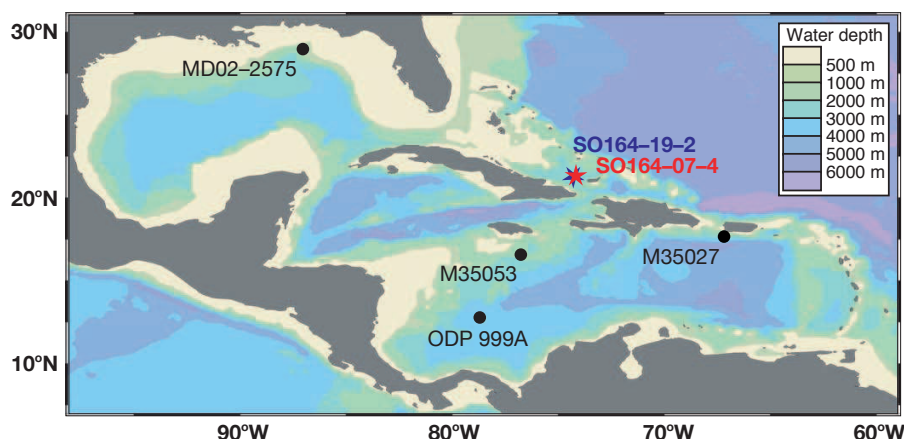 30°N
20°N
10°N
MD02–2575
SO164–19–2
SO164–07–4
M35053
M35027
ODP 999A
Water depth
500 m
1000 m
2000 m
3000 m
4000 m
5000 m
6000 m
90°W
80°W
70°W
60°W